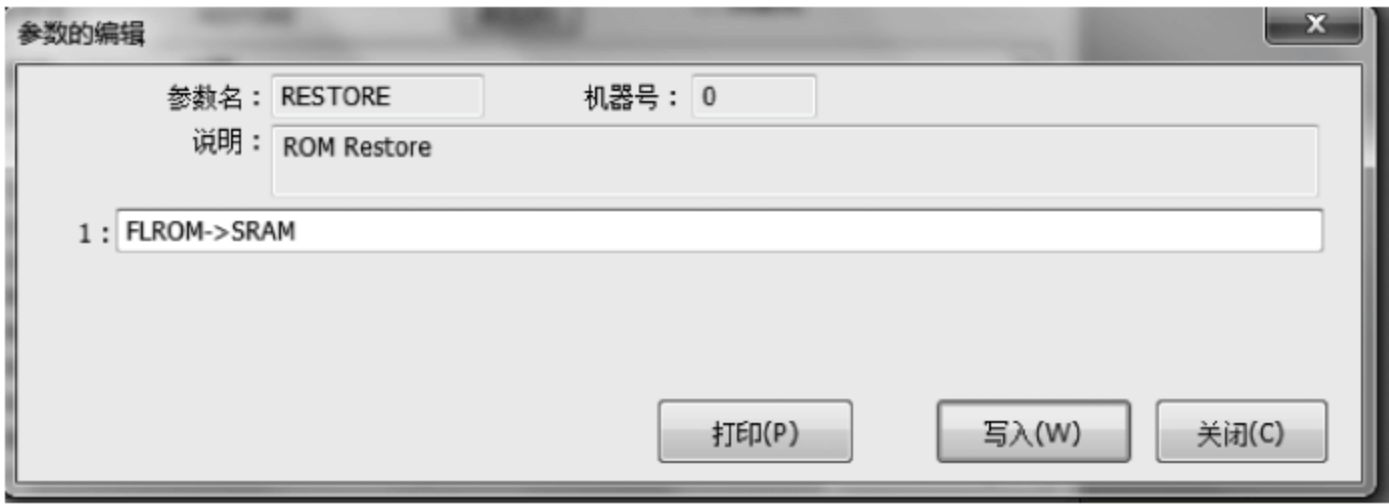 参数的编辑
参数名： RESTORE 机器号： 0
说明： ROM Restore
1： FLROM->SRAM
打印(P) 写入(W) 关闭(C)